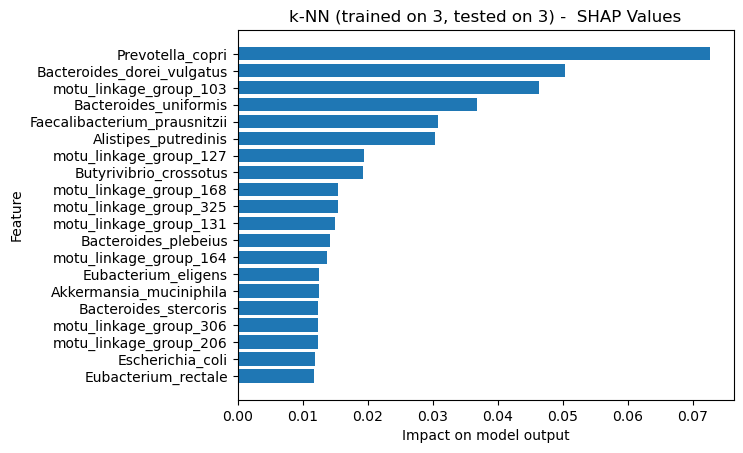 k-NN (trained on 3, tested on 3) -  SHAP Values
Prevotella_copri
Bacteroides_dorei_vulgatus
motu_linkage_group_103
Bacteroides_uniformis
Faecalibacterium_prausnitzii
Alistipes_putredinis
motu_linkage_group_127
Butyrivibrio_crossotus
motu_linkage_group_168
motu_linkage_group_325
motu_linkage_group_131
Bacteroides_plebeius
motu_linkage_group_164
Eubacterium_eligens
Akkermansia_muciniphila
Bacteroides_stercoris
motu_linkage_group_306
motu_linkage_group_206
Escherichia_coli
Eubacterium_rectale
Feature
0.00 0.01 0.02 0.03 0.04 0.05 0.06 0.07
Impact on model output